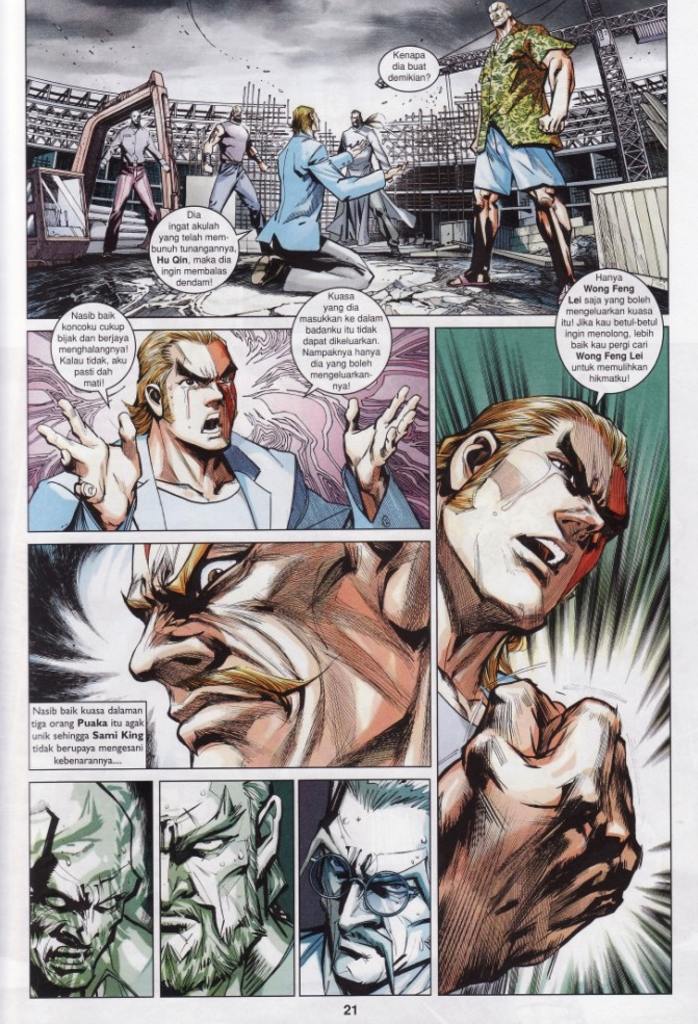 Kenapa
dia buat
demikian?
Dia
ingat akulah
yang telah mem-
bunuh tunangannya,
Hu Qin, maka dia
ingin membalas
dendam!
Nasib baik
koncoku cukup
bijak dan berjaya
menghalangnya!
Kalau tidak, aku
pasti dah
mati!
Kuasa
yang dia
masukkan ke dalam
badanku itu tidak
dapat dikeluarkan.
Nampaknya hanya
dia yang boleh
mengeluarkan-
nya!
Hanya
Wong Feng
Lei saja yang boleh
mengeluarkan kuasa
itu! Jika kau betul-betul
ingin menolong, lebih
baik kau pergi cari
Wong Feng Lei
untuk memulihkan
hikmatku!
Nasib baik kuasa dalaman
tiga orang Puaka itu agak
unik sehingga Sami King
tidak berupaya mengesani
kebenarannya....
21